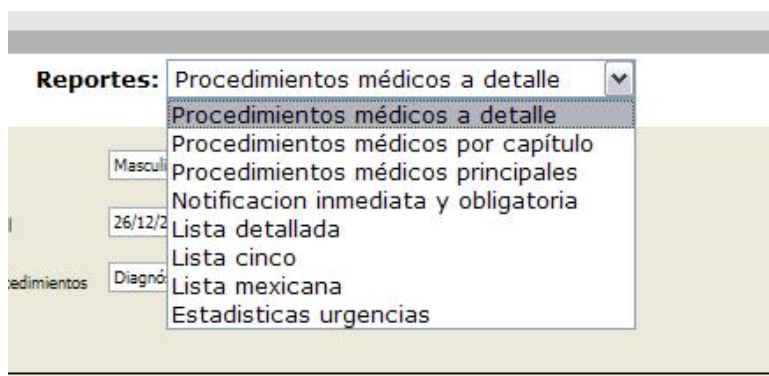 Reportes: Procedimientos médicos a detalle
Procedimientos médicos a detalle
Procedimientos médicos por capítulo
Procedimientos médicos principales
Notificacion inmediata y obligatoria
Lista detallada
Lista cinco
Lista mexicana
Estadisticas urgencias